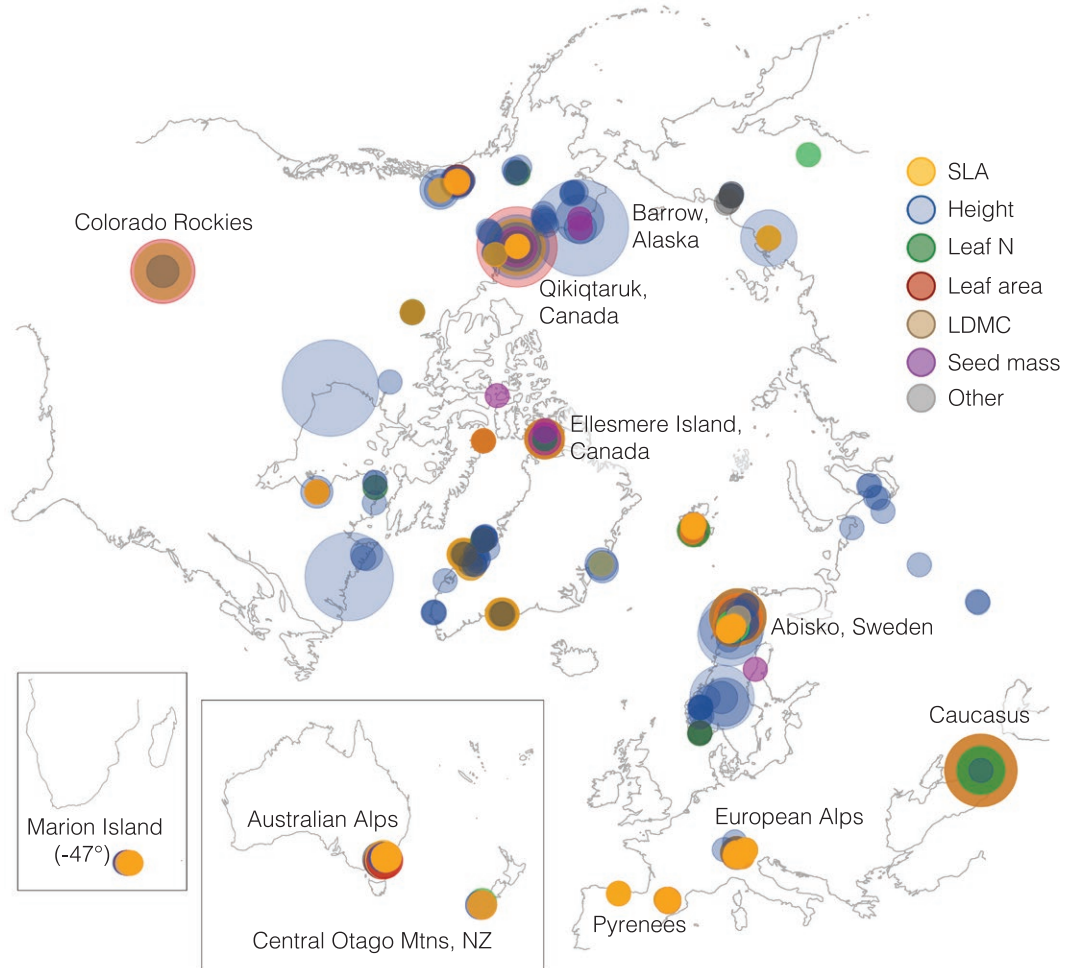 Colorado Rockies
Barrow,
Alaska
Qikiqtaruk,
Canada
SLA
Height
Leaf N
Leaf area
LDMC
Seed mass
Other
Ellesmere Island,
Canada
Abisko, Sweden
Caucasus
Marion Island
(-47°)
Australian Alps
European Alps
Pyrenees
Central Otago Mtns, NZ